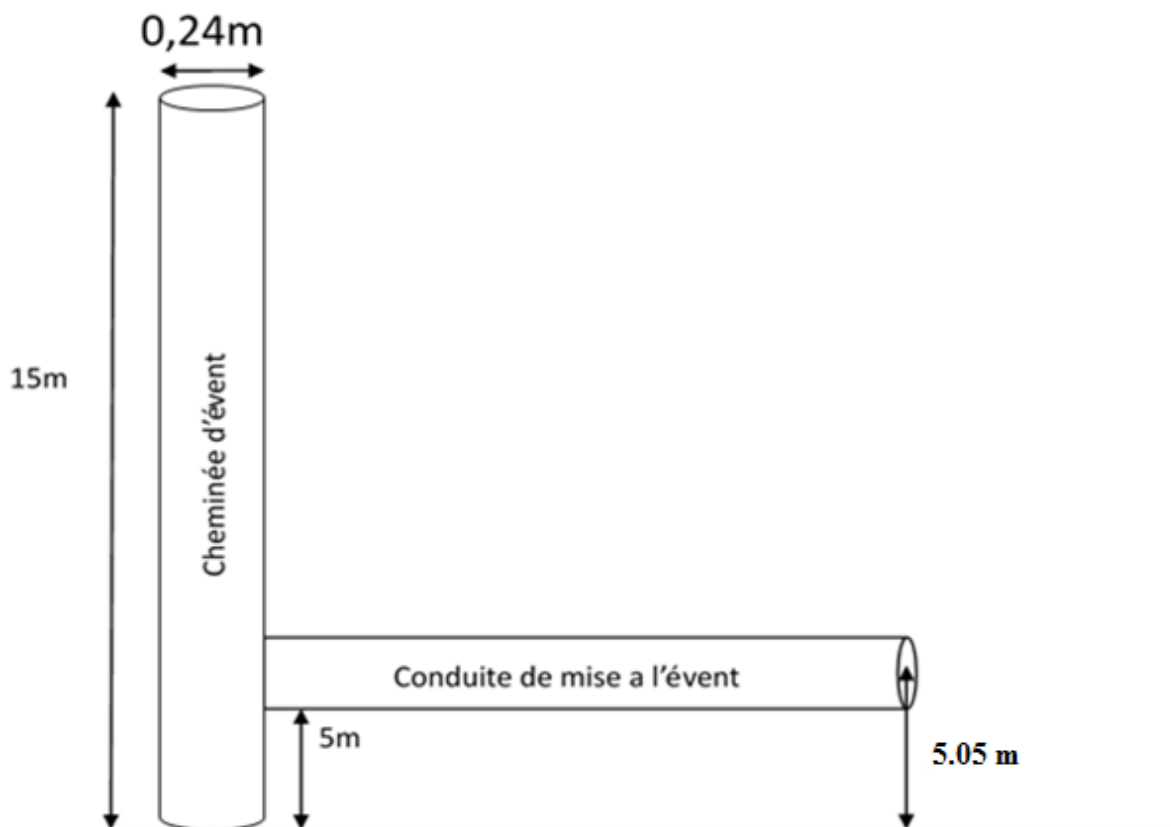 0,24m
15m
Cheminée d'évent
Conduite de mise a l'évent
5m
5.05 m